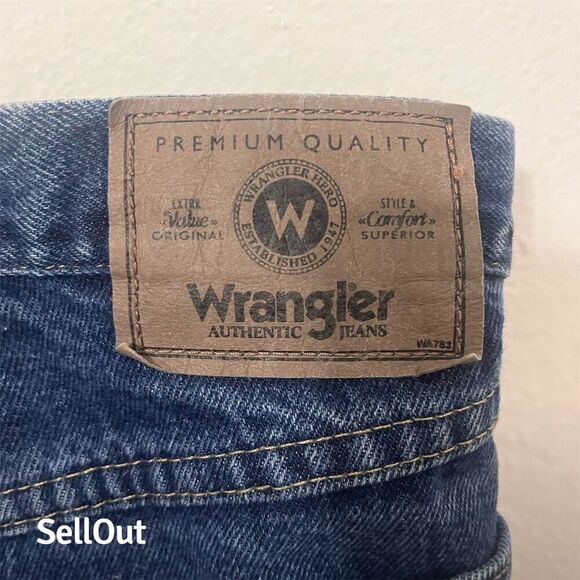 PREMIUM QUALITY
WRANGLER HERO
W
ESTABLISHED 1947
EXTRA
Value»
ORIGINAL
STYLE &
«Comfort»
SUPERIOR
Wrangler
AUTHENTIC JEANS
WA783
SellOut